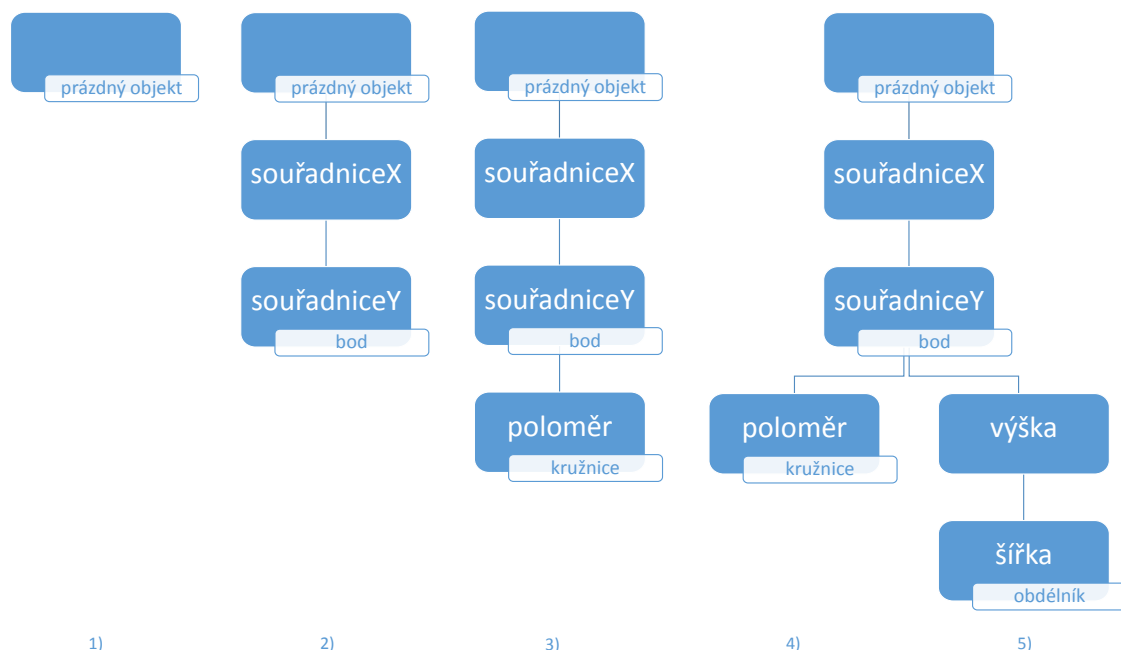 prázdný objekt
prázdný objekt
souřadniceX
souřadniceY
bod
prázdný objekt
souřadniceX
souřadniceY
bod
poloměr
kružnice
prázdný objekt
souřadniceX
souřadniceY
bod
poloměr
kružnice
výška
šířka
obdélník
1)
2)
3)
4)
5)